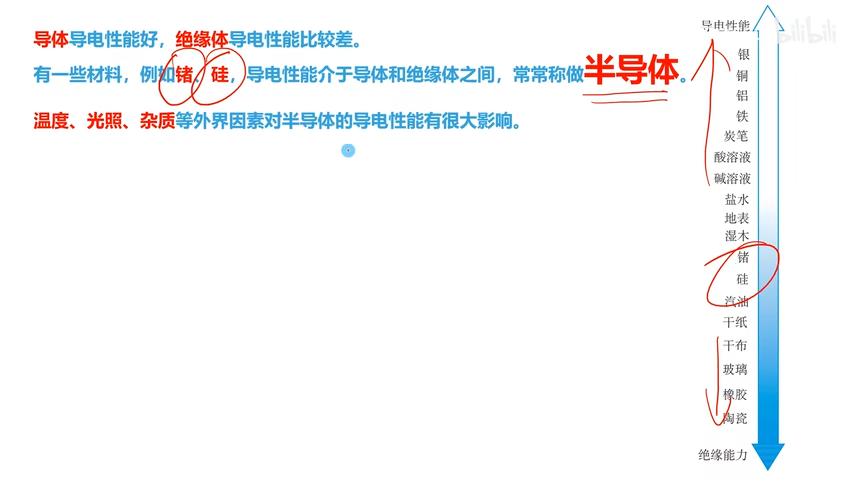 导体导电性能好，绝缘体导电性能比较差。
有一些材料，例如锗、硅，导电性能介于导体和绝缘体之间，常常称做半导体。
温度、光照、杂质等外界因素对半导体的导电性能有很大影响。
导电性能
bilibili
银
铜
铝
铁
炭笔
酸溶液
碱溶液
盐水
地表
湿木
锗
硅
汽油
干纸
干布
玻璃
橡胶
陶瓷
绝缘能力